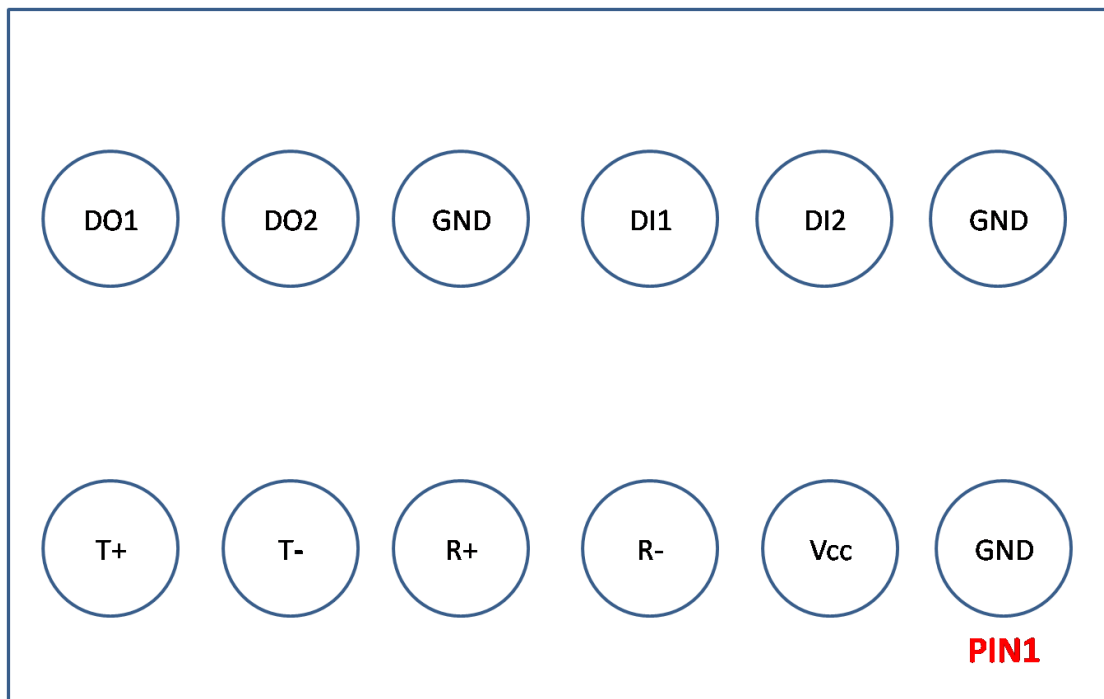 DO1 DO2 GND DI1 DI2 GND
T+ T- R+ R- Vcc GND
PIN1